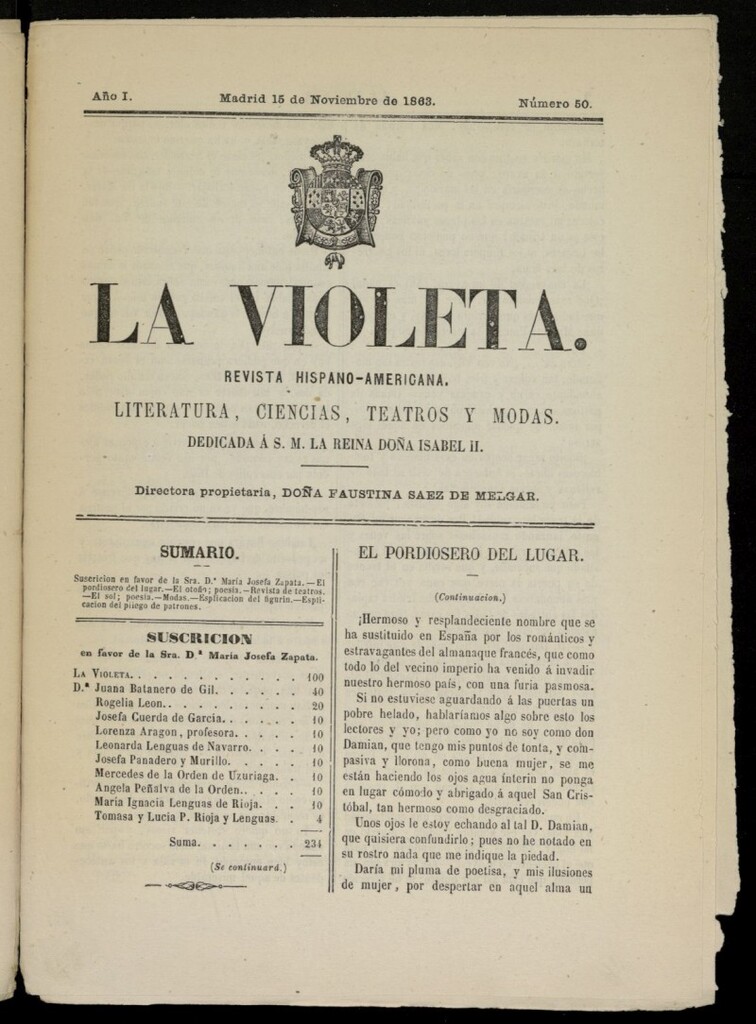 Año I.
Madrid 15 de Noviembre de 1863.
Número 50.
LA VIOLETA.
REVISTA HISPANO-AMERICANA.
LITERATURA, CIENCIAS, TEATROS Y MODAS.
DEDICADA Á S. M. LA REINA DOÑA ISABEL II.
Directora propietaria, DOÑA FAUSTINA SAEZ DE MELGAR.
SUMARIO.
Suscricion en favor de la Sra. D.ª María Josefa Zapata.—El
pordiosero del lugar.—El otoño; poesía.—Revista de teatros.
—El sol; poesía.—Modas.—Esplicacion del figurin.—Espli-
cacion del pliego de patrones.
SUSCRICION
en favor de la Sra. D.ª María Josefa Zapata.
LA VIOLETA. . . . . . . . . . . . 100
D.ª Juana Batanero de Gil. . . . . . 40
Rogelia Leon. . . . . . . . . . 20
Josefa Cuerda de García. . . . . 10
Lorenza Aragon, profesora. . . . . 10
Leonarda Lenguas de Navarro. . . . 10
Josefa Panadero y Murillo. . . . . 10
Mercedes de la Orden de Uzuriaga. . 10
Angela Peñalva de la Orden. . . . . 10
María Ignacia Lenguas de Rioja. . . 10
Tomasa y Lucía P. Rioja y Lenguas. . 4
Suma. . . . . . . 234
(Se continuará.)
EL PORDIOSERO DEL LUGAR.
(Continuacion.)
¡Hermoso y resplandeciente nombre que se
ha sustituido en España por los románticos y
estravagantes del almanaque francés, que como
todo lo del vecino imperio ha venido á invadir
nuestro hermoso país, con una furia pasmosa.
Si no estuviese aguardando á las puertas un
pobre helado, hablaríamos algo sobre esto los
lectores y yo; pero como yo no soy como don
Damian, que tengo mis puntos de tonta, y com-
pasiva y llorona, como buena mujer, se me
están haciendo los ojos agua ínterin no ponga
en lugar cómodo y abrigado á aquel San Cris-
tóbal, tan hermoso como desgraciado.
Unos ojos le estoy echando al tal D. Damian,
que quisiera confundirlo; pues no he notado en
su rostro nada que me indique la piedad.
Daría mi pluma de poetisa, y mis ilusiones
de mujer, por despertar en aquel alma un